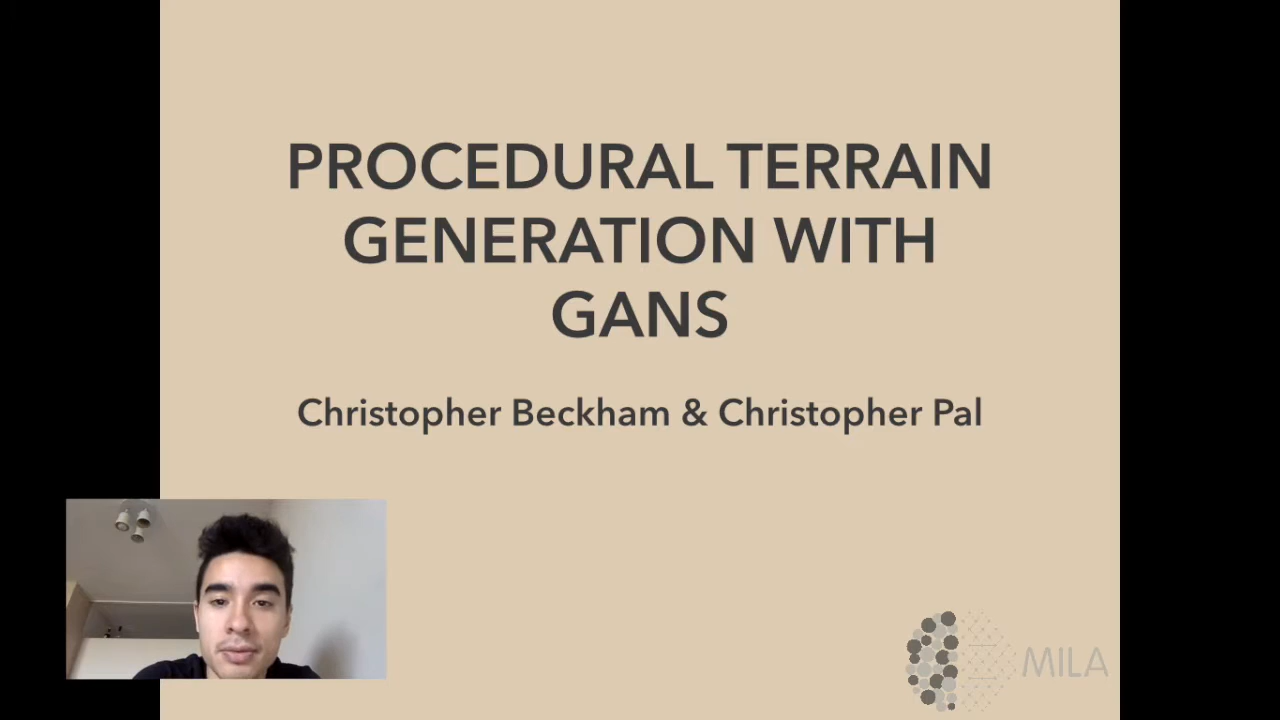 PROCEDURAL TERRAIN
GENERATION WITH
GANS
Christopher Beckham & Christopher Pal
MILA